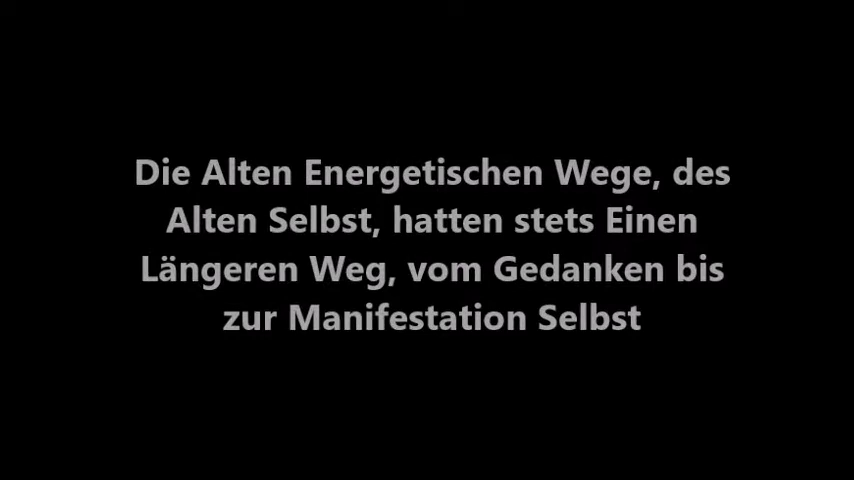 Die Alten Energetischen Wege, des
Alten Selbst, hatten stets Einen
Längeren Weg, vom Gedanken bis
zur Manifestation Selbst